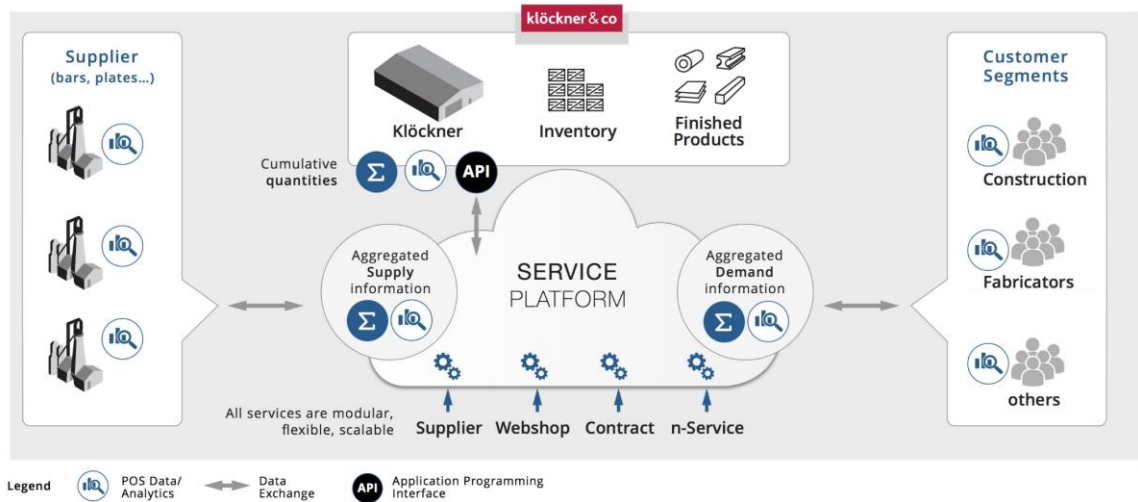 klöckner & co
Supplier
(bars, plates...)
Klöckner
Inventory
Finished
Products
Customer
Segments
Cumulative
quantities
Σ
API
Construction
Aggregated
Supply
information
Σ
SERVICE
PLATFORM
Aggregated
Demand
information
Σ
Fabricators
others
All services are modular,
flexible, scalable
Supplier Webshop Contract n-Service
Legend
POS Data/
Analytics
Data
Exchange
API
Application Programming
Interface